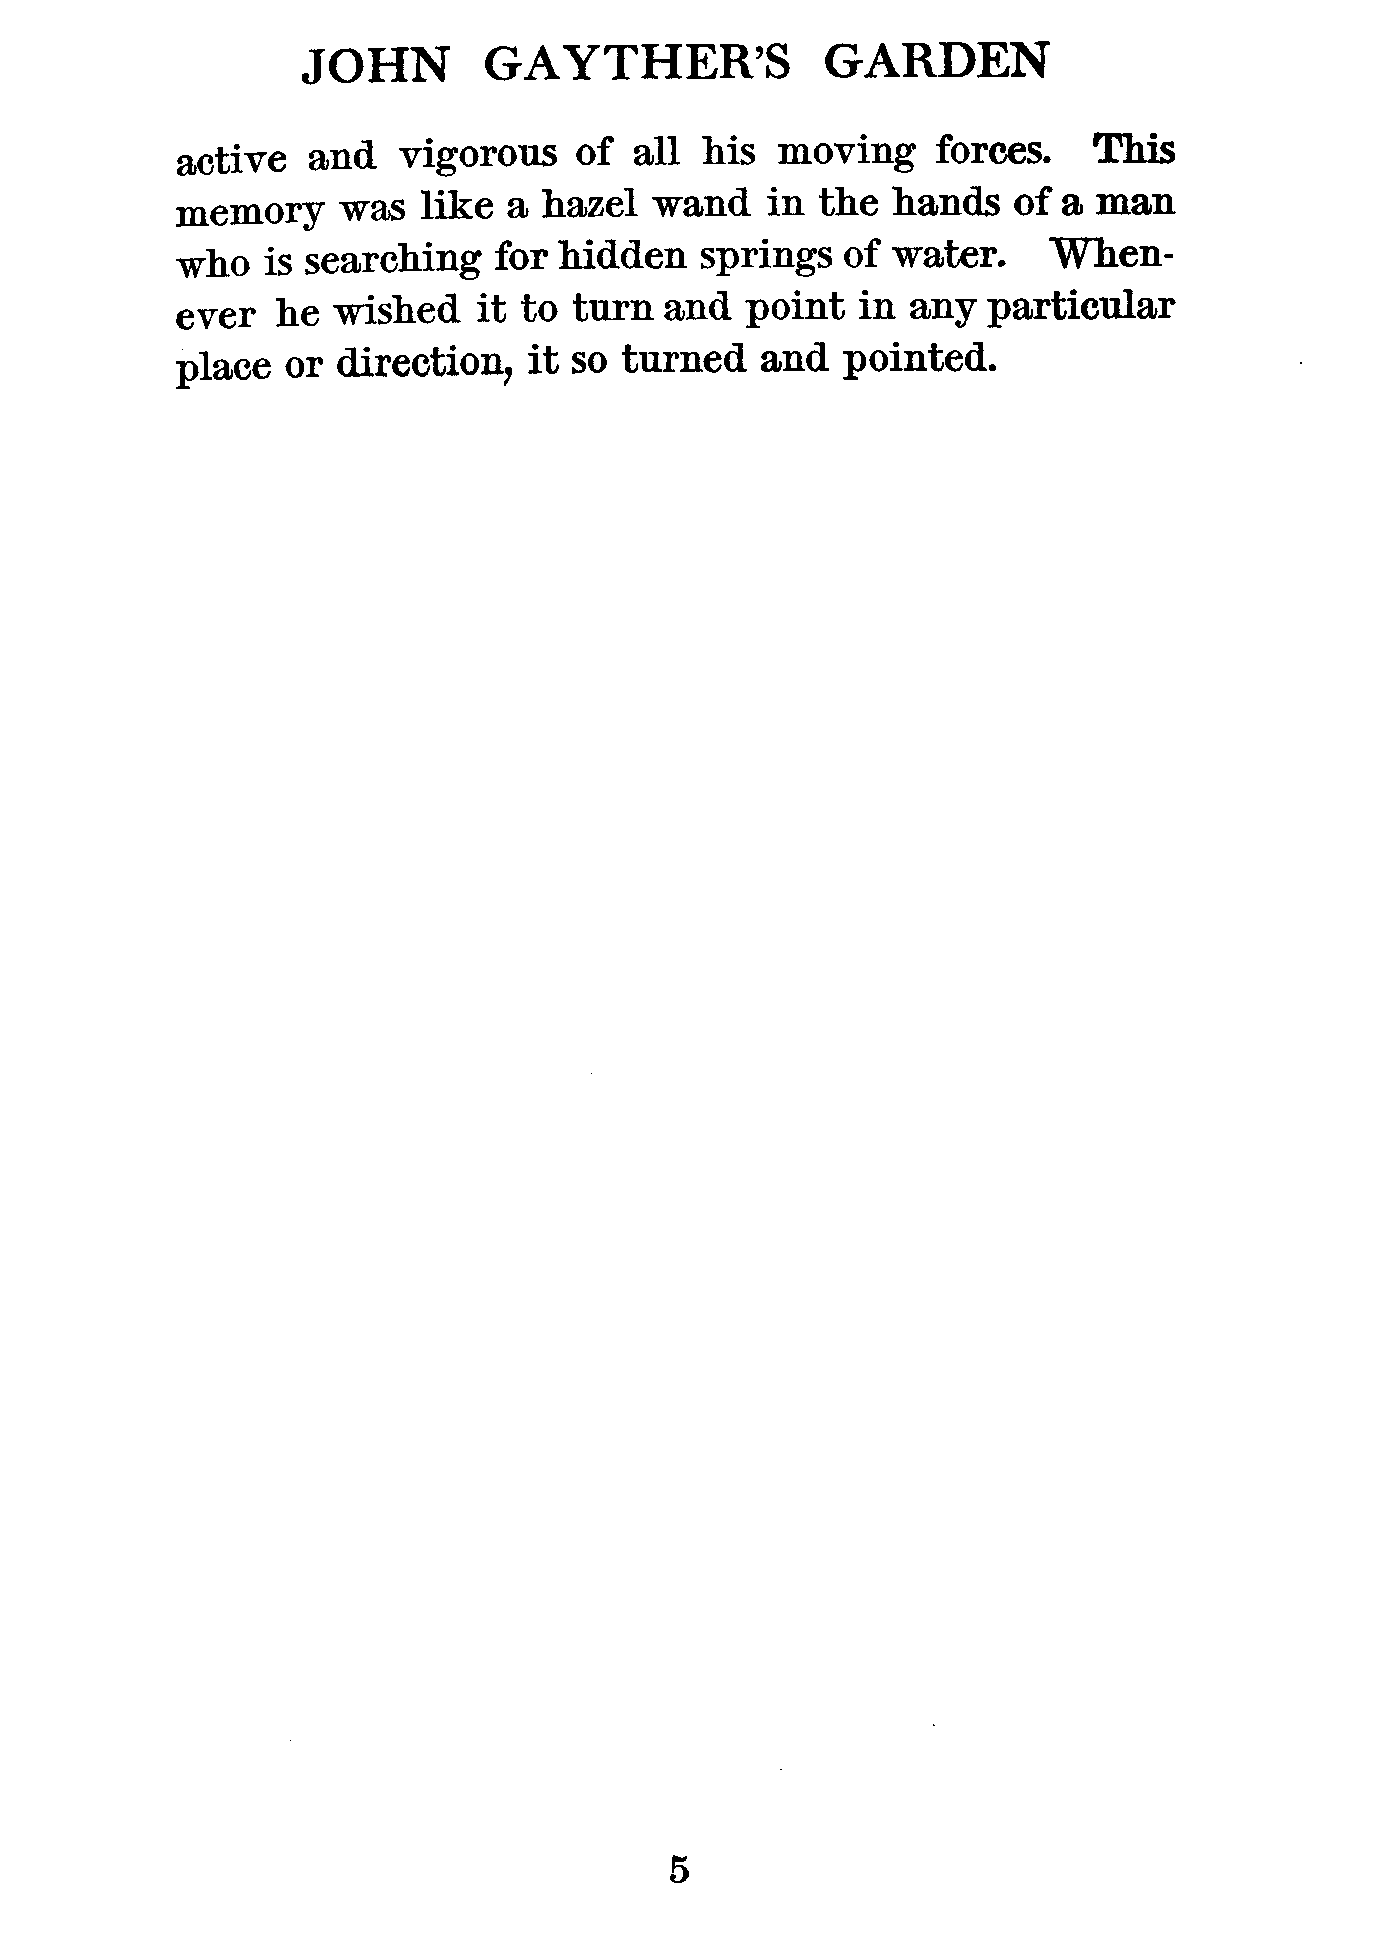 JOHN GAYTHER'S GARDEN
active and vigorous of all his moving forces. This
memory was like a hazel wand in the hands of a man
who is searching for hidden springs of water. When-
ever he wished it to turn and point in any particular
place or direction, it so turned and pointed.
5